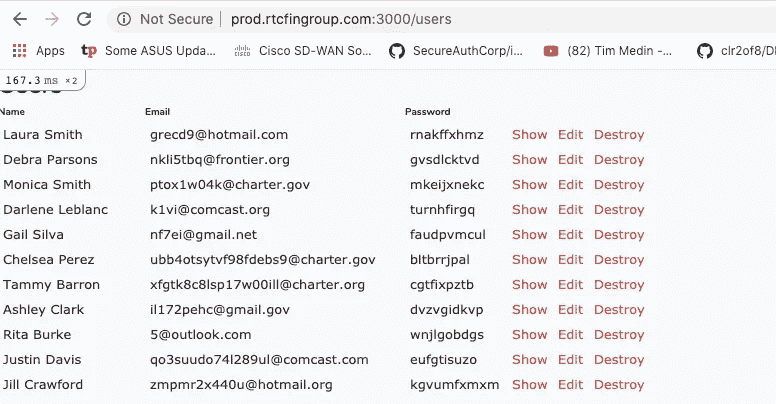 Not Secure | prod.rtcfingroup.com:3000/users
Apps Some ASUS Upda... Cisco SD-WAN So... SecureAuthCorp/i... (82) Tim Medin -... clr2of8/D
167.3 ms ×2
Name Email Password
Laura Smith grecd9@hotmail.com rnakffxhmz Show Edit Destroy
Debra Parsons nkli5tbq@frontier.org gvsdlcktvd Show Edit Destroy
Monica Smith ptox1w04k@charter.gov mkeijxnekc Show Edit Destroy
Darlene Leblanc k1vi@comcast.org turnhfirgq Show Edit Destroy
Gail Silva nf7ei@gmail.net faudpvmcul Show Edit Destroy
Chelsea Perez ubb4otsytvf98fdebs9@charter.gov bltbrrjpal Show Edit Destroy
Tammy Barron xfgtk8c8lsp17w00ill@charter.org cgtfixpztb Show Edit Destroy
Ashley Clark il172pehc@gmail.gov dvzvgidkvp Show Edit Destroy
Rita Burke 5@outlook.com wnjlgobdgs Show Edit Destroy
Justin Davis qo3suudo74l289ul@comcast.com eufgtisuzo Show Edit Destroy
Jill Crawford zmpmr2x440u@hotmail.org kgvumfxmxm Show Edit Destroy